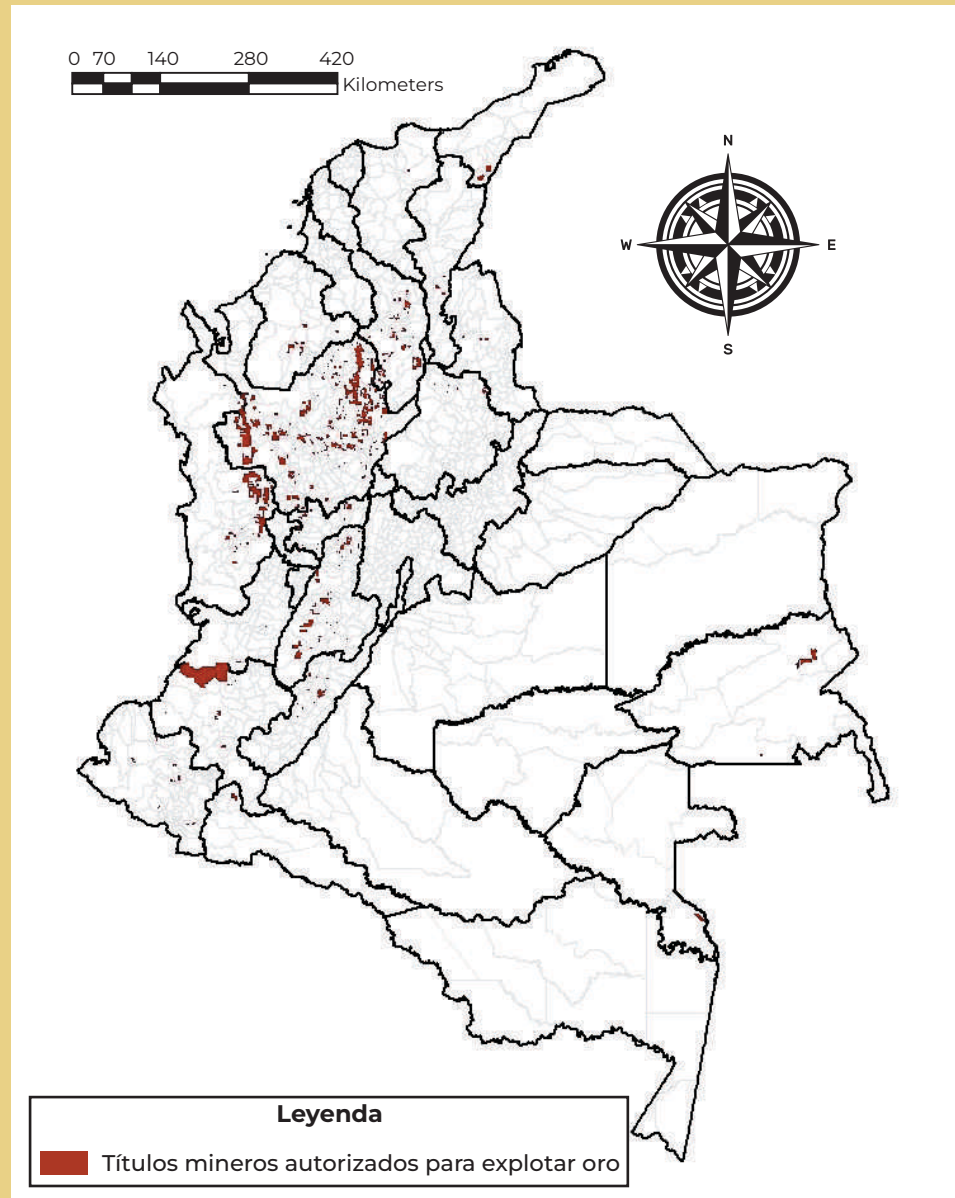 0 70 140 280 420
Kilometers
N
W E
S
Leyenda
Títulos mineros autorizados para explotar oro